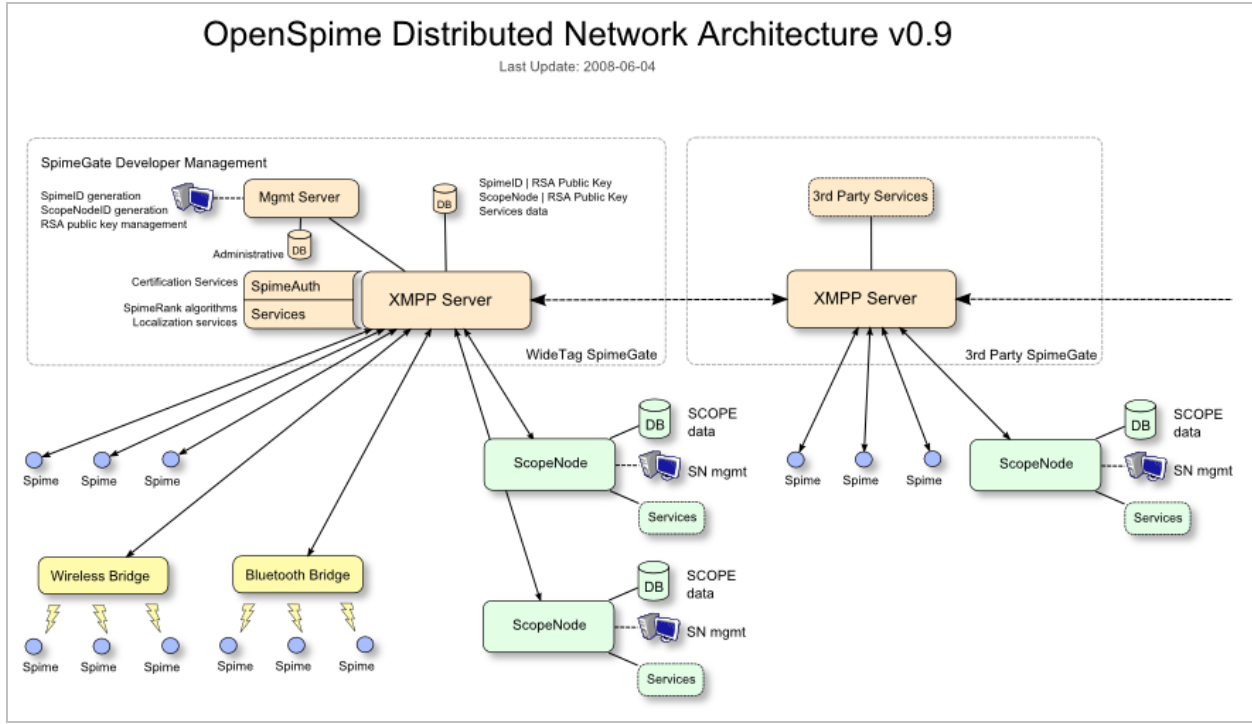 OpenSpime Distributed Network Architecture v0.9
Last Update: 2008-06-04
SpimeGate Developer Management
SpimeID generation
ScopeNodeID generation
RSA public key management
Mgmt Server
DB
Administrative
DB
SpimeID | RSA Public Key
ScopeNode | RSA Public Key
Services data
Certification Services
SpimeAuth
SpimeRank algorithms
Localization services
Services
XMPP Server
WideTag SpimeGate
3rd Party Services
XMPP Server
3rd Party SpimeGate
Spime
Spime
Spime
ScopeNode
DB
SCOPE
data
SN mgmt
Services
Spime
Spime
Spime
ScopeNode
DB
SCOPE
data
SN mgmt
Services
Wireless Bridge
Bluetooth Bridge
Spime
Spime
Spime
Spime
Spime
Spime
ScopeNode
DB
SCOPE
data
SN mgmt
Services